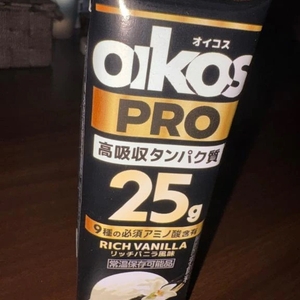 オイコス
oikos
PRO
高吸収タンパク質
25g
9種の必須アミノ酸含有
RICH VANILLA
リッチバニラ風味
常温保存可能品